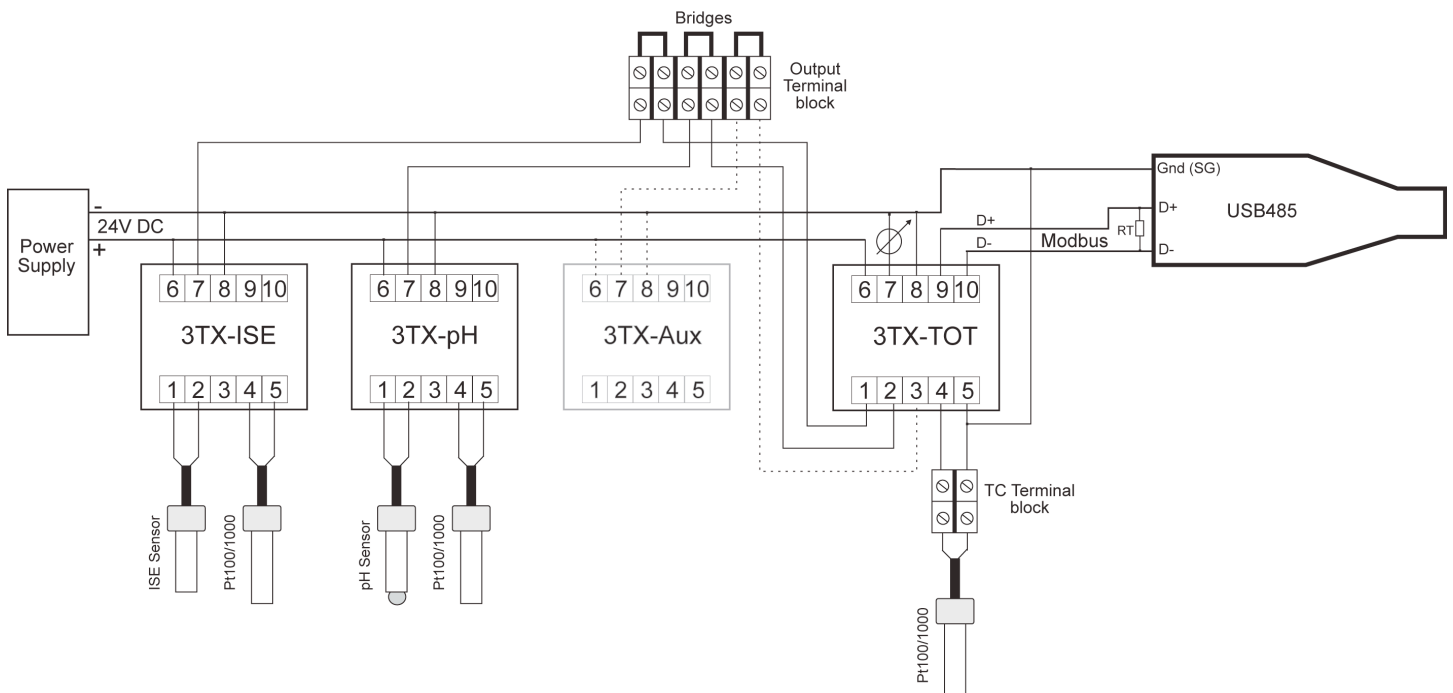 Bridges
Output
Terminal
block
Gnd (SG)
USB485
D+
D-
RT
-
24V DC
+
Power
Supply
D+
D-
Modbus
6 7 8 9 10
3TX-ISE
1 2 3 4 5
6 7 8 9 10
3TX-pH
1 2 3 4 5
6 7 8 9 10
3TX-Aux
1 2 3 4 5
6 7 8 9 10
3TX-TOT
1 2 3 4 5
ISE Sensor
Pt100/1000
pH Sensor
Pt100/1000
TC Terminal
block
Pt100/1000